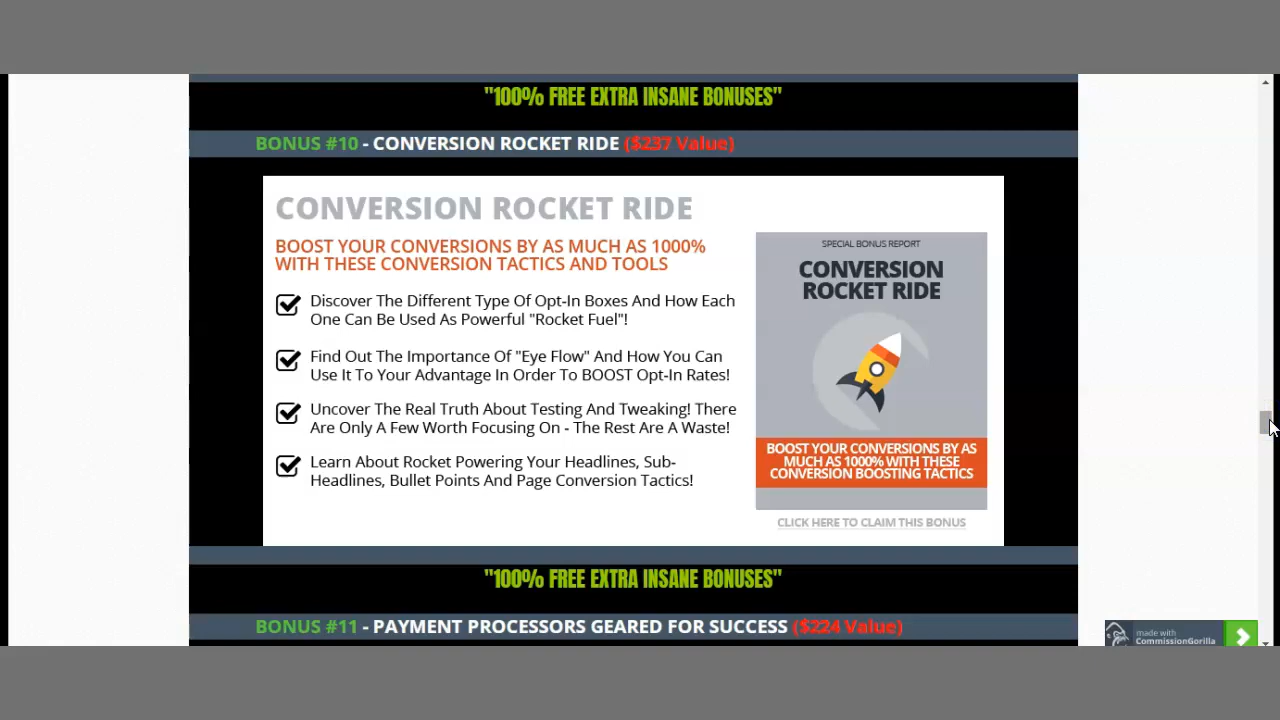 "100% FREE EXTRA INSANE BONUSES"
BONUS #10 - CONVERSION ROCKET RIDE ($237 Value)
CONVERSION ROCKET RIDE
BOOST YOUR CONVERSIONS BY AS MUCH AS 1000%
WITH THESE CONVERSION TACTICS AND TOOLS
Discover The Different Type Of Opt-In Boxes And How Each
One Can Be Used As Powerful "Rocket Fuel"!
Find Out The Importance Of "Eye Flow" And How You Can
Use It To Your Advantage In Order To BOOST Opt-In Rates!
Uncover The Real Truth About Testing And Tweaking! There
Are Only A Few Worth Focusing On - The Rest Are A Waste!
Learn About Rocket Powering Your Headlines, Sub-
Headlines, Bullet Points And Page Conversion Tactics!
SPECIAL BONUS REPORT
CONVERSION
ROCKET RIDE
BOOST YOUR CONVERSIONS BY AS
MUCH AS 1000% WITH THESE
CONVERSION BOOSTING TACTICS
CLICK HERE TO CLAIM THIS BONUS
"100% FREE EXTRA INSANE BONUSES"
BONUS #11 - PAYMENT PROCESSORS GEARED FOR SUCCESS ($224 Value)
made with
CommissionGorilla